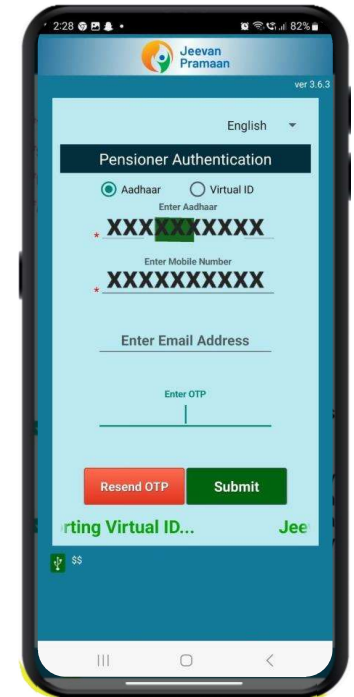 2:28 82%
Jeevan
Pramaan
ver 3.6.3
English
Pensioner Authentication
Aadhaar Virtual ID
Enter Aadhaar
* XXXXXXXXXX
Enter Mobile Number
* XXXXXXXXXX
Enter Email Address
Enter OTP
Resend OTP Submit
rting Virtual ID... Jee
$$